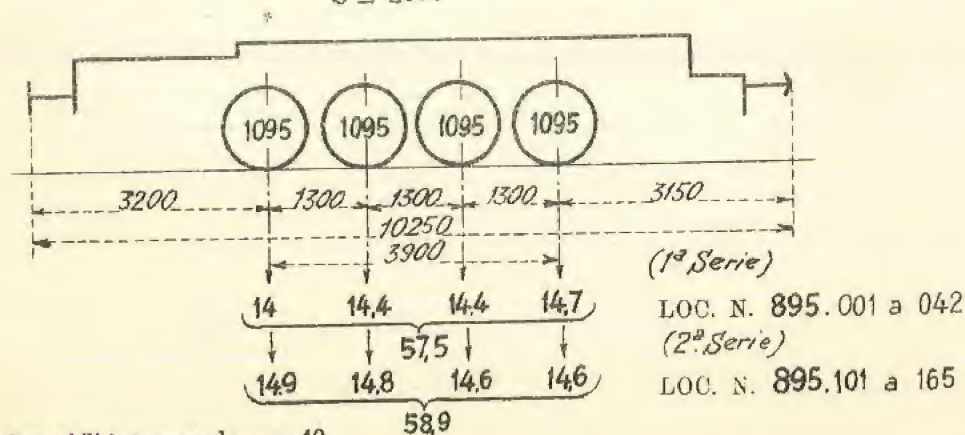 1095 1095 1095 1095
3200 1300 1300 1300 3150
10250
3900
(1ª Serie)
14 14,4 14.4 14,7 LOC. N. 895.001 a 042
57,5 (2ª Serie)
14,9 14,8 14,6 14,6 LOC. N. 895.101 a 165
58,9